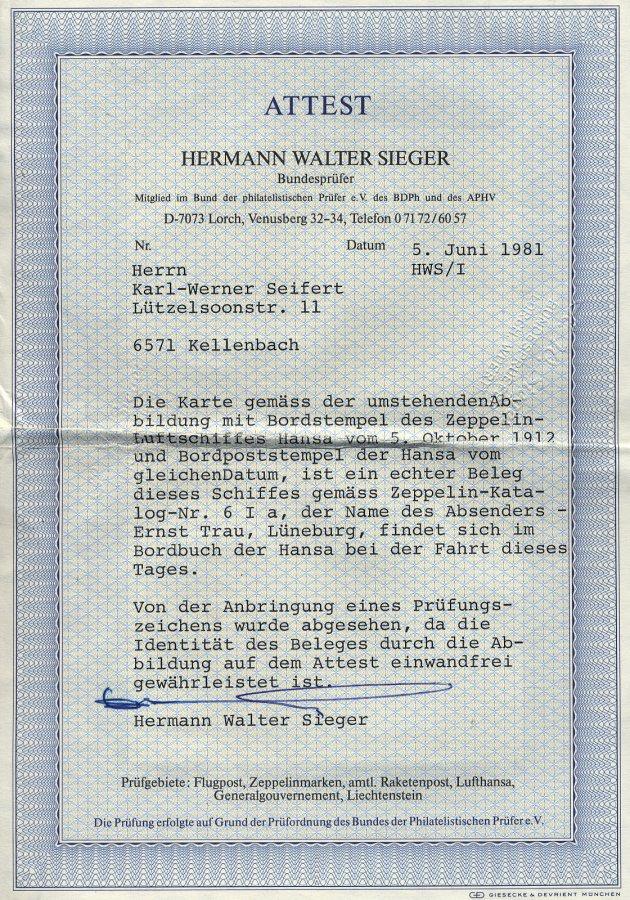 ATTEST
HERMANN WALTER SIEGER
Bundesprüfer
Mitglied im Bund der philatelistischen Prüfer e.V. des BDPh und des APHV
D-7073 Lorch, Venusberg 32-34, Telefon 0 71 72/60 57
Nr. Datum 5. Juni 1981
Herrn HWS/I
Karl-Werner Seifert
Lützelsoonstr. 11
6571 Kellenbach
Die Karte gemäss der umstehendenAb-
bildung mit Bordstempel des Zeppelin-
Luftschiffes Hansa vom 5. Oktober 1912
und Bordpoststempel der Hansa vom
gleichenDatum, ist ein echter Beleg
dieses Schiffes gemäss Zeppelin-Kata-
log-Nr. 6 I a, der Name des Absenders -
Ernst Trau, Lüneburg, findet sich im
Bordbuch der Hansa bei der Fahrt dieses
Tages.
Von der Anbringung eines Prüfungs-
zeichens wurde abgesehen, da die
Identität des Beleges durch die Ab-
bildung auf dem Attest einwandfrei
gewährleistet ist.
Hermann Walter Sieger
Prüfgebiete: Flugpost, Zeppelinmarken, amtl. Raketenpost, Lufthansa,
Generalgouvernement, Liechtenstein
Die Prüfung erfolgte auf Grund der Prüfordnung des Bundes der Philatelistischen Prüfer e.V.
GIESECKE & DEVRIENT MÜNCHEN